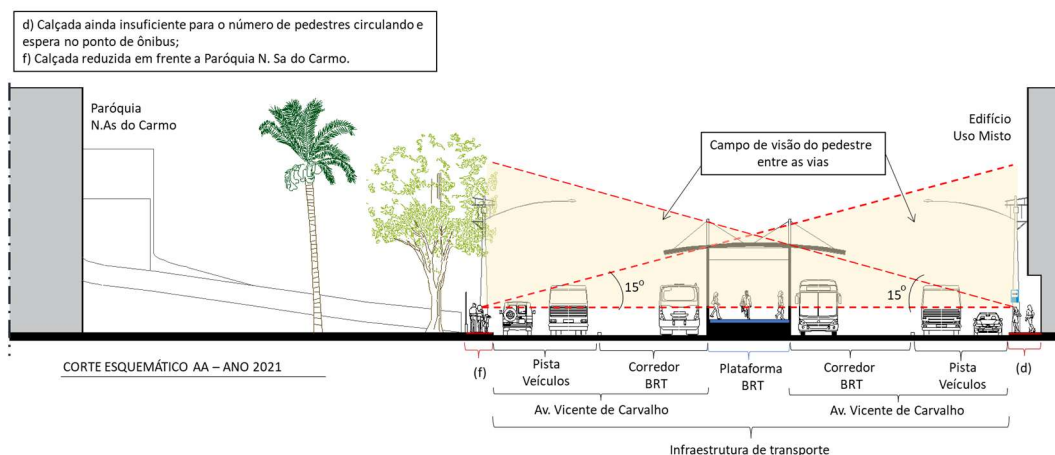 d) Calçada ainda insuficiente para o número de pedestres circulando e
espera no ponto de ônibus;
f) Calçada reduzida em frente a Paróquia N. Sa do Carmo.
Paróquia
N.As do Carmo
Edifício
Uso Misto
Campo de visão do pedestre
entre as vias
15°
15°
CORTE ESQUEMÁTICO AA – ANO 2021
(f)
Pista
Veículos
Corredor
BRT
Plataforma
BRT
Corredor
BRT
Pista
Veículos
(d)
Av. Vicente de Carvalho
Av. Vicente de Carvalho
Infraestrutura de transporte